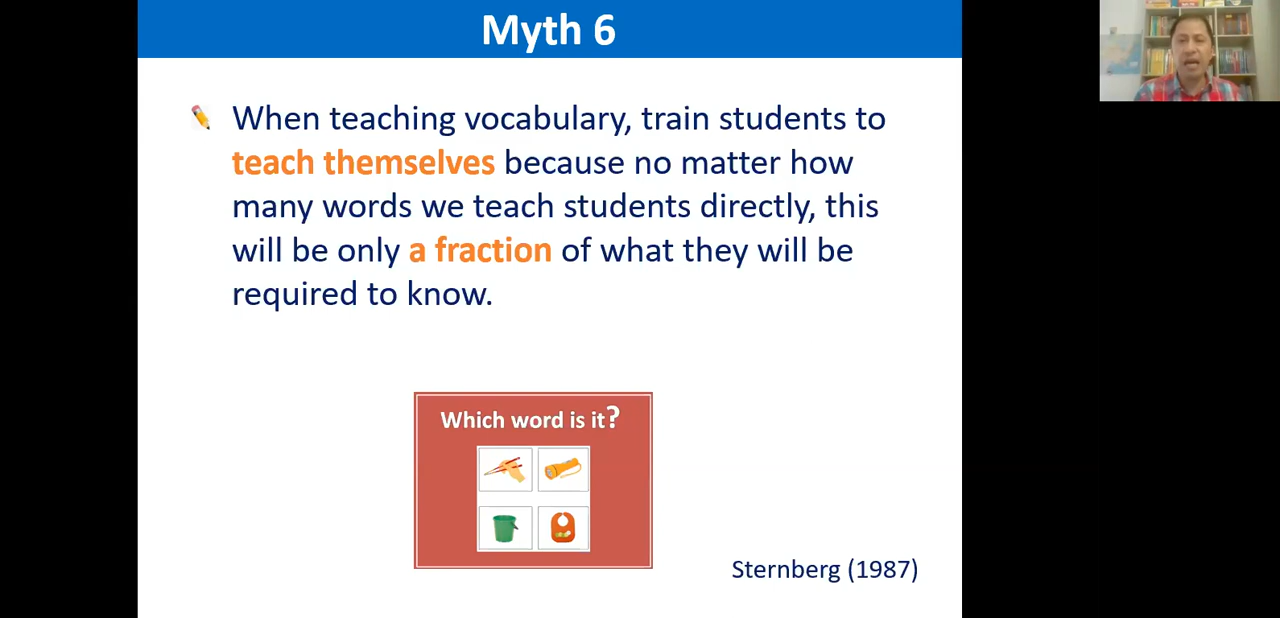 Myth 6
When teaching vocabulary, train students to
teach themselves because no matter how
many words we teach students directly, this
will be only a fraction of what they will be
required to know.
Which word is it?
Sternberg (1987)